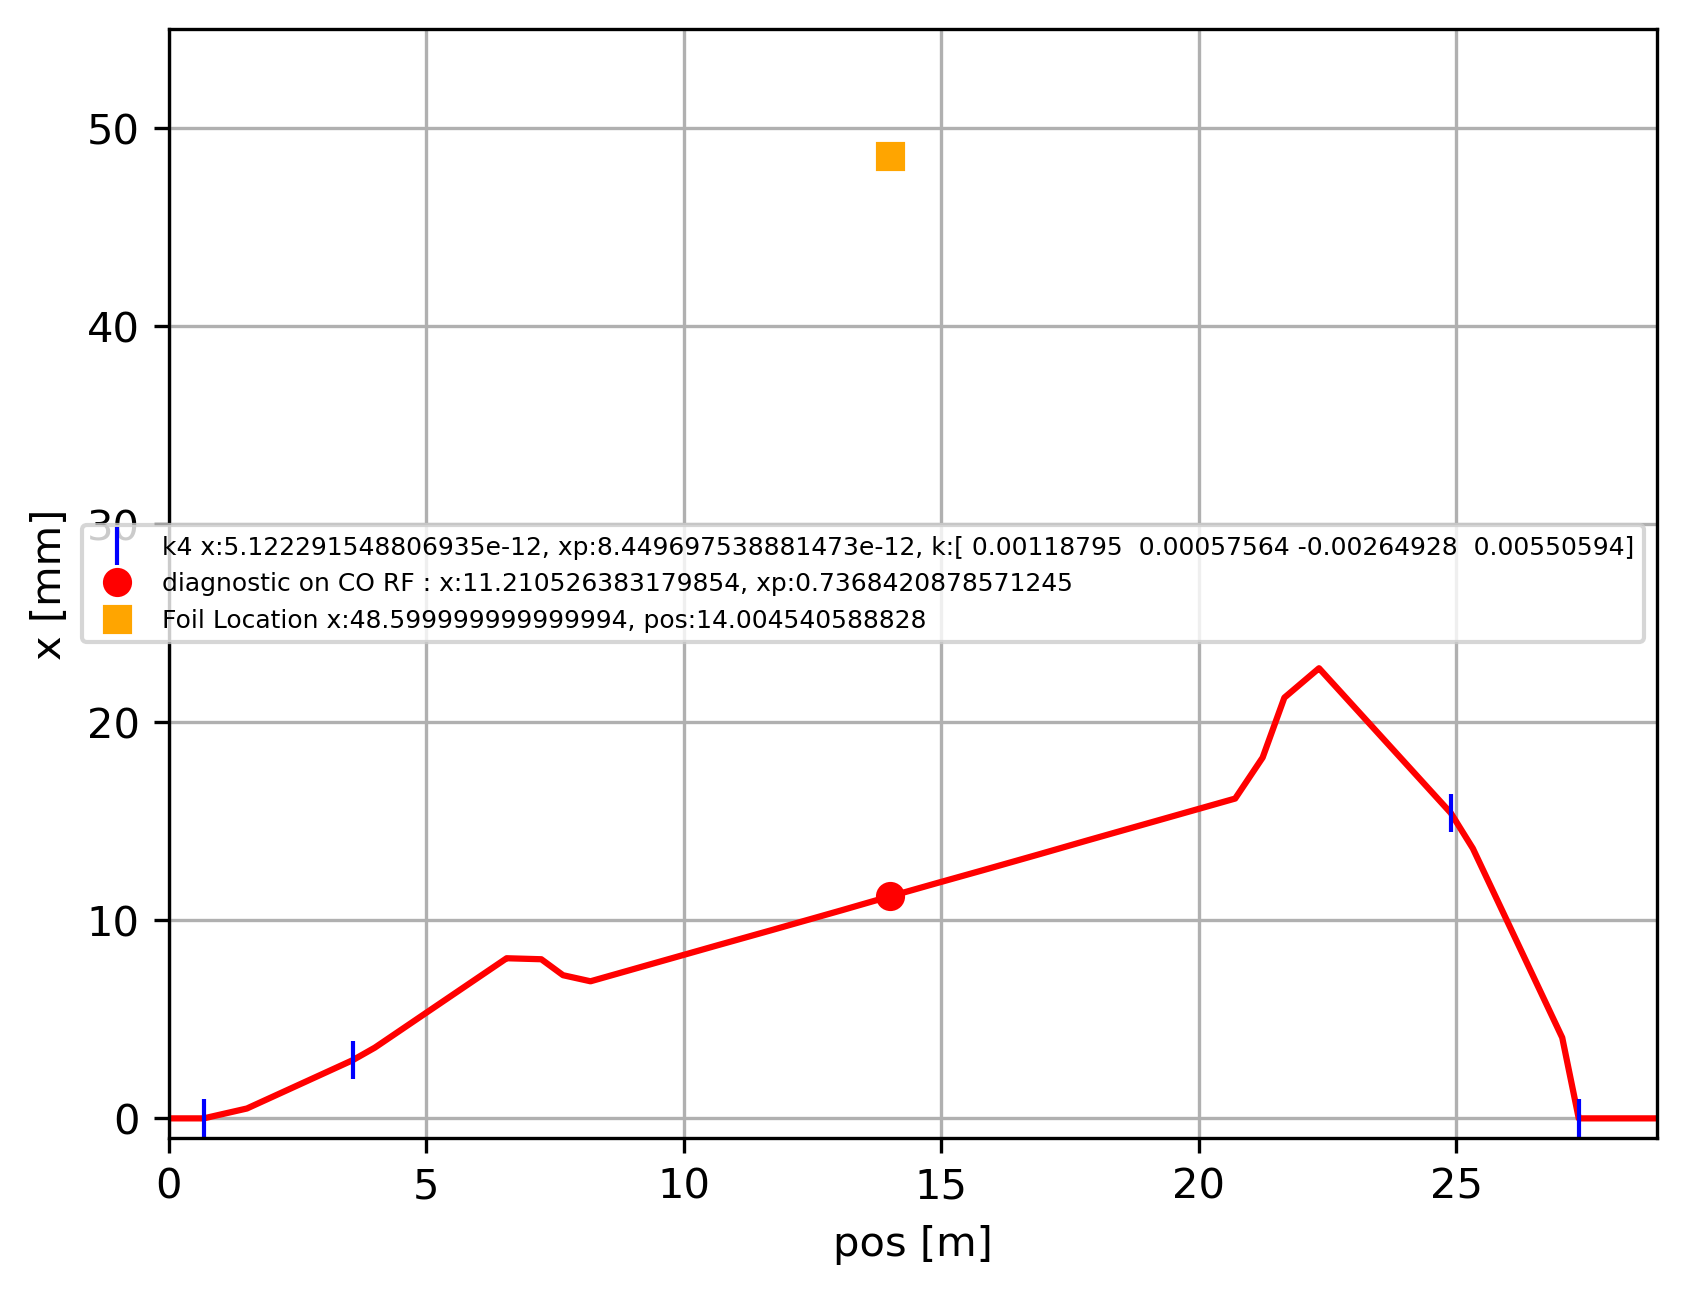 50
40
30
20
10
0
x [mm]
k4 x:5.122291548806935e-12, xp:8.449697538881473e-12, k:[ 0.00118795  0.00057564 -0.00264928  0.00550594]
diagnostic on CO RF : x:11.210526383179854, xp:0.7368420878571245
Foil Location x:48.599999999999994, pos:14.004540588828
0 5 10 15 20 25
pos [m]